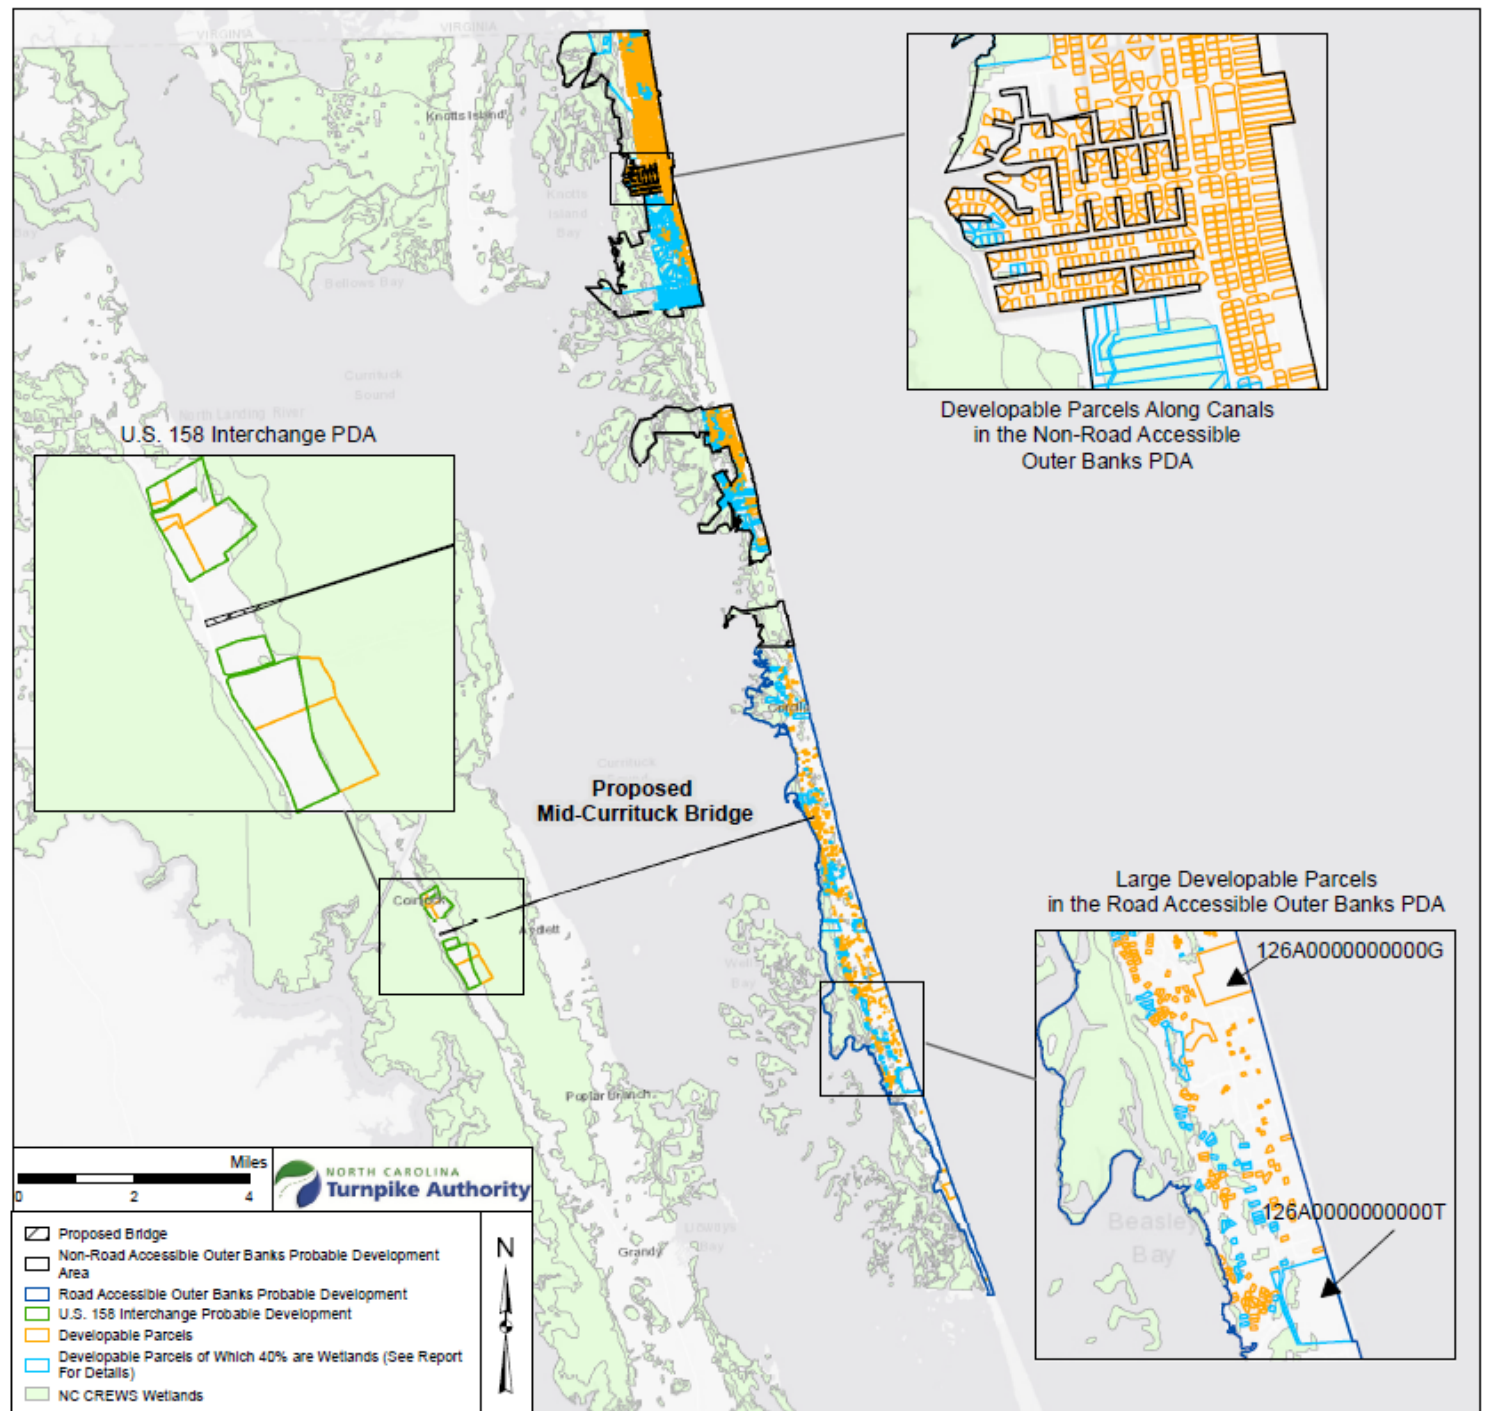 VIRGINIA
VIRGINIA
Knotts Island
Knotts
Island
Bay
Bay
Bellows Bay
Currituck
Sound
North Landing River
U.S. 158 Interchange PDA
Developable Parcels Along Canals
in the Non-Road Accessible
Outer Banks PDA
Corolla
Currituck
Proposed
Mid-Currituck Bridge
Large Developable Parcels
in the Road Accessible Outer Banks PDA
126A0000000000G
126A0000000000T
Beasley
Bay
Coinjock
Aydlett
Bay
Poplar Branch
Grandy
Bay
Miles
0 2 4
NORTH CAROLINA
Turnpike Authority
N
Proposed Bridge
Non-Road Accessible Outer Banks Probable Development
Area
Road Accessible Outer Banks Probable Development
U.S. 158 Interchange Probable Development
Developable Parcels
Developable Parcels of Which 40% are Wetlands (See Report
For Details)
NC CREWS Wetlands